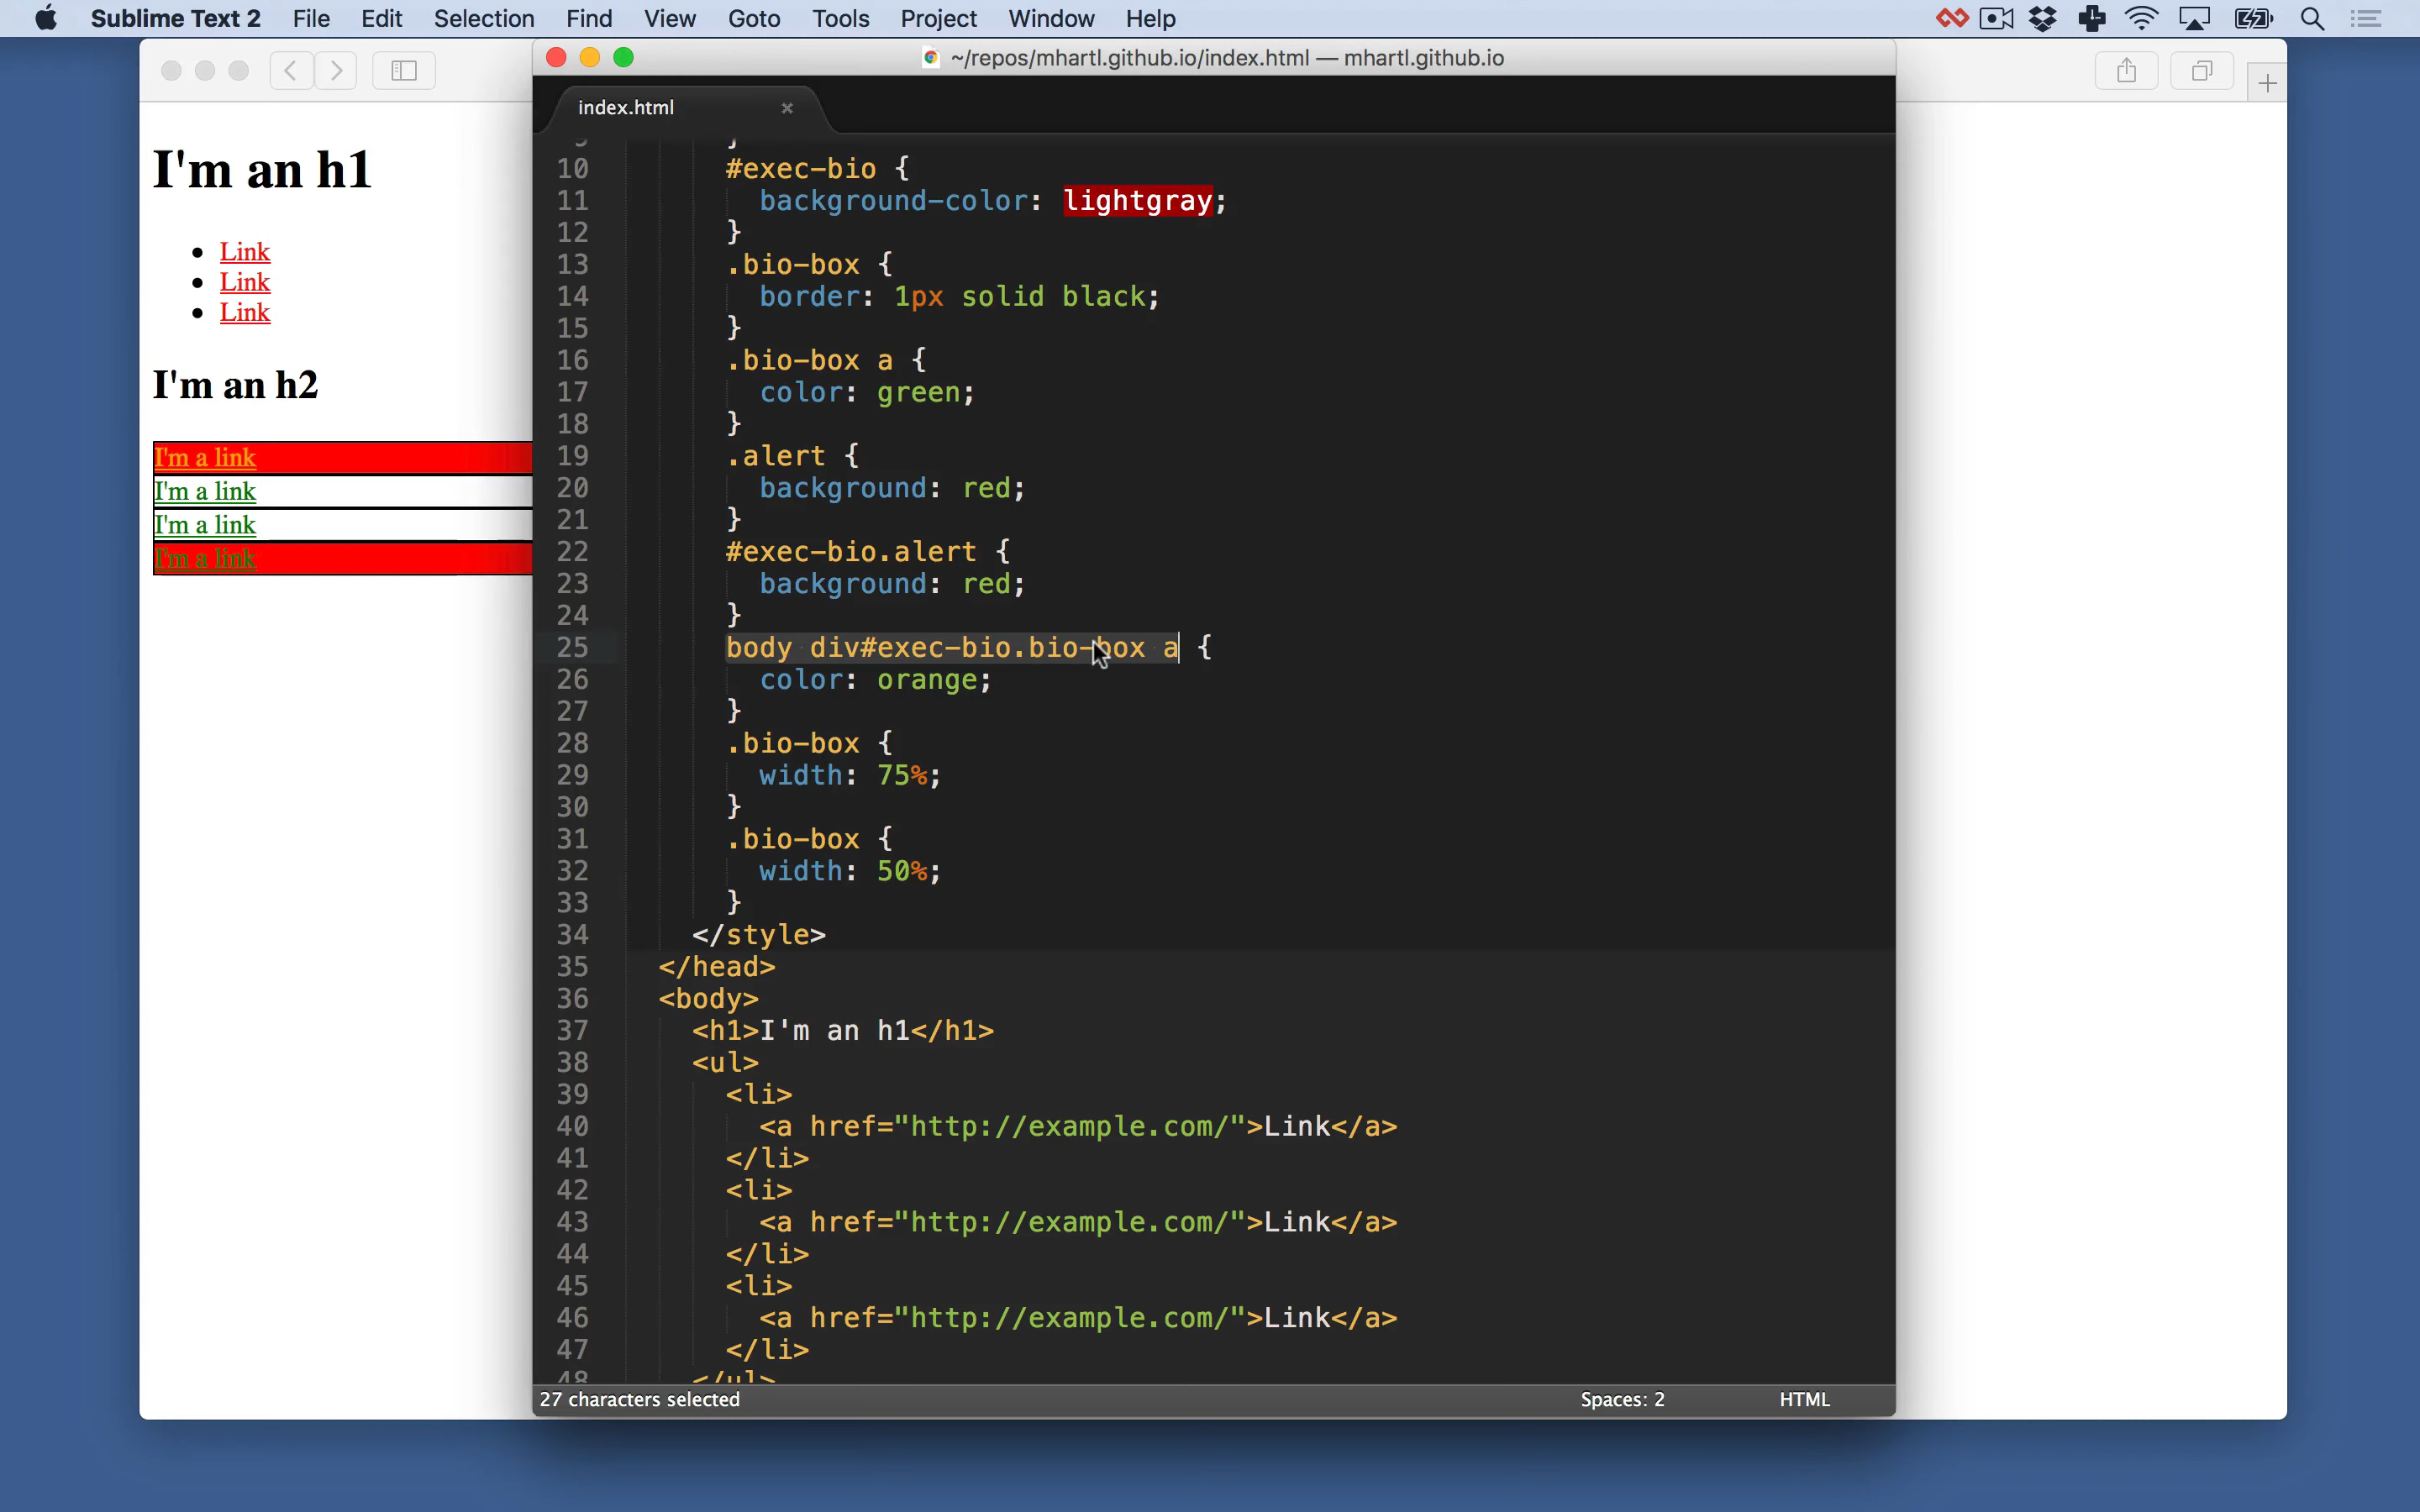 Sublime Text 2 File Edit Selection Find View Goto Tools Project Window Help
~/repos/mhartl.github.io/index.html — mhartl.github.io
index.html
I'm an h1
Link
Link
Link
I'm an h2
I'm a link
I'm a link
I'm a link
I'm a link
9 }
10 #exec-bio {
11 background-color: lightgray;
12 }
13 .bio-box {
14 border: 1px solid black;
15 }
16 .bio-box a {
17 color: green;
18 }
19 .alert {
20 background: red;
21 }
22 #exec-bio.alert {
23 background: red;
24 }
25 body div#exec-bio.bio-box a {
26 color: orange;
27 }
28 .bio-box {
29 width: 75%;
30 }
31 .bio-box {
32 width: 50%;
33 }
34 </style>
35 </head>
36 <body>
37 <h1>I'm an h1</h1>
38 <ul>
39 <li>
40 <a href="http://example.com/">Link</a>
41 </li>
42 <li>
43 <a href="http://example.com/">Link</a>
44 </li>
45 <li>
46 <a href="http://example.com/">Link</a>
47 </li>
48 </ul>
27 characters selected Spaces: 2 HTML